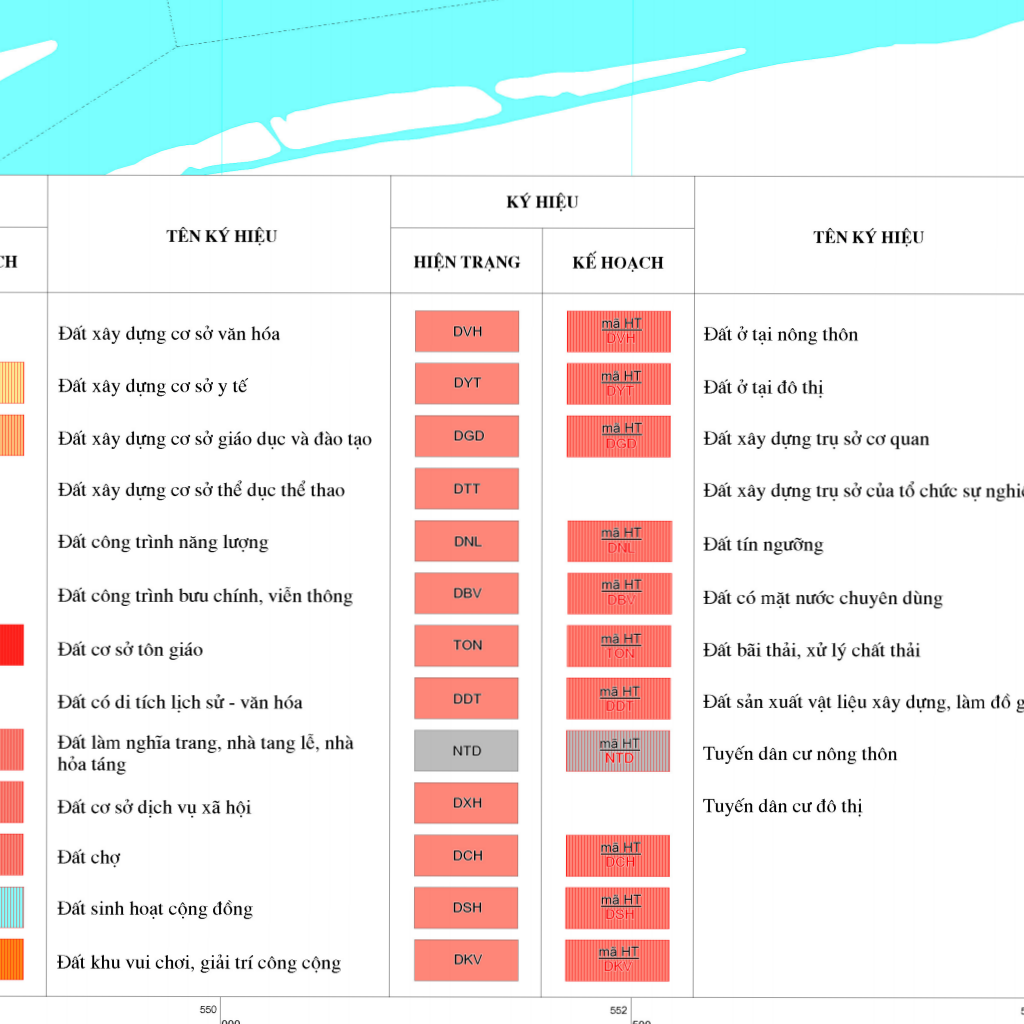 KÝ HIỆU
TÊN KÝ HIỆU
TÊN KÝ HIỆU
HIỆN TRẠNG
KẾ HOẠCH
Đất xây dựng cơ sở văn hóa
DVH
mã HT
DVH
Đất ở tại nông thôn
Đất xây dựng cơ sở y tế
DYT
mã HT
DYT
Đất ở tại đô thị
Đất xây dựng cơ sở giáo dục và đào tạo
DGD
mã HT
DGD
Đất xây dựng trụ sở cơ quan
Đất xây dựng cơ sở thể dục thể thao
DTT
Đất xây dựng trụ sở của tổ chức sự
Đất công trình năng lượng
DNL
mã HT
DNL
Đất tín ngưỡng
Đất công trình bưu chính, viễn thông
DBV
mã HT
DBV
Đất có mặt nước chuyên dùng
Đất cơ sở tôn giáo
TON
mã HT
TON
Đất bãi thải, xử lý chất thải
Đất có di tích lịch sử - văn hóa
DDT
mã HT
DDT
Đất sản xuất vật liệu xây dựng, làm đồ
Đất làm nghĩa trang, nhà tang lễ, nhà
hỏa táng
NTD
mã HT
NTD
Tuyến dân cư nông thôn
Đất cơ sở dịch vụ xã hội
DXH
Tuyến dân cư đô thị
Đất chợ
DCH
mã HT
DCH
Đất sinh hoạt cộng đồng
DSH
mã HT
DSH
Đất khu vui chơi, giải trí công cộng
DKV
mã HT
DKV
550
552